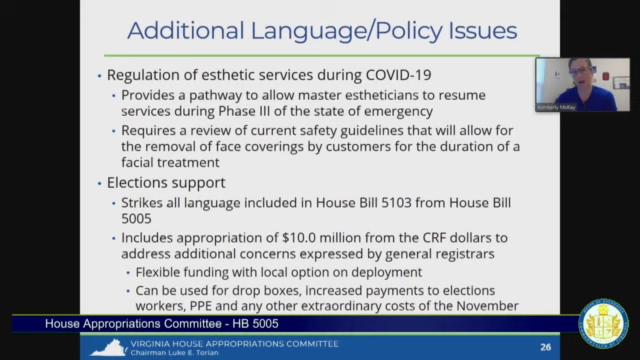 Additional Language/Policy Issues
• Regulation of esthetic services during COVID-19
• Provides a pathway to allow master estheticians to resume
services during Phase III of the state of emergency
• Requires a review of current safety guidelines that will allow for
the removal of face coverings by customers for the duration of a
facial treatment
• Elections support
• Strikes all language included in House Bill 5103 from House Bill
5005
• Includes appropriation of $10.0 million from the CRF dollars to
address additional concerns expressed by general registrars
• Flexible funding with local option on deployment
• Can be used for drop boxes, increased payments to elections
workers, PPE and any other extraordinary costs of the November
Kimberly McKay
House Appropriations Committee - HB 5005
VIRGINIA HOUSE APPROPRIATIONS COMMITTEE
Chairman Luke E. Torian
26